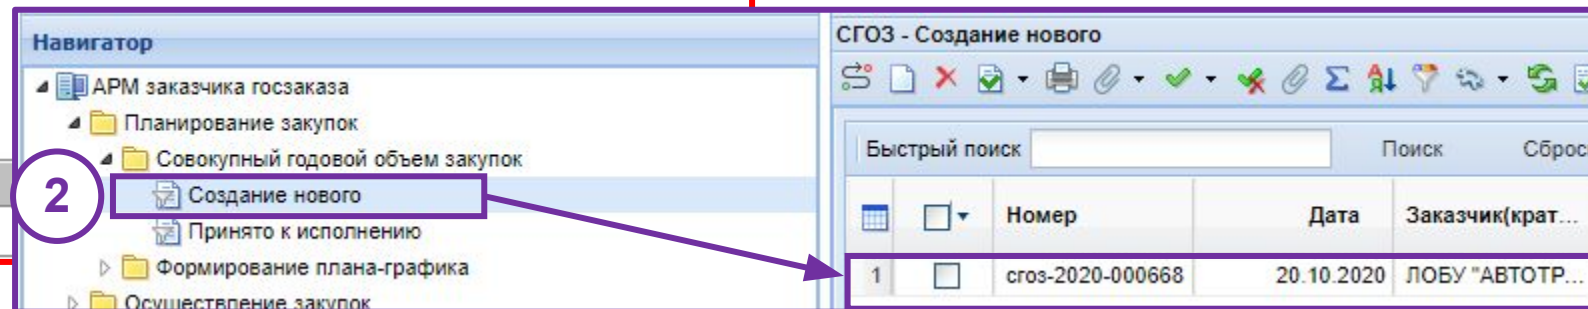 Навигатор
АРМ заказчика госзаказа
Планирование закупок
Совокупный годовой объем закупок
2
Создание нового
Принято к исполнению
Формирование плана-графика
Осуществление закупок
СГОЗ - Создание нового
Быстрый поиск Поиск Сброс
Номер Дата Заказчик(крат...
1 сгоз-2020-000668 20.10.2020 ЛОБУ "АВТОТР...